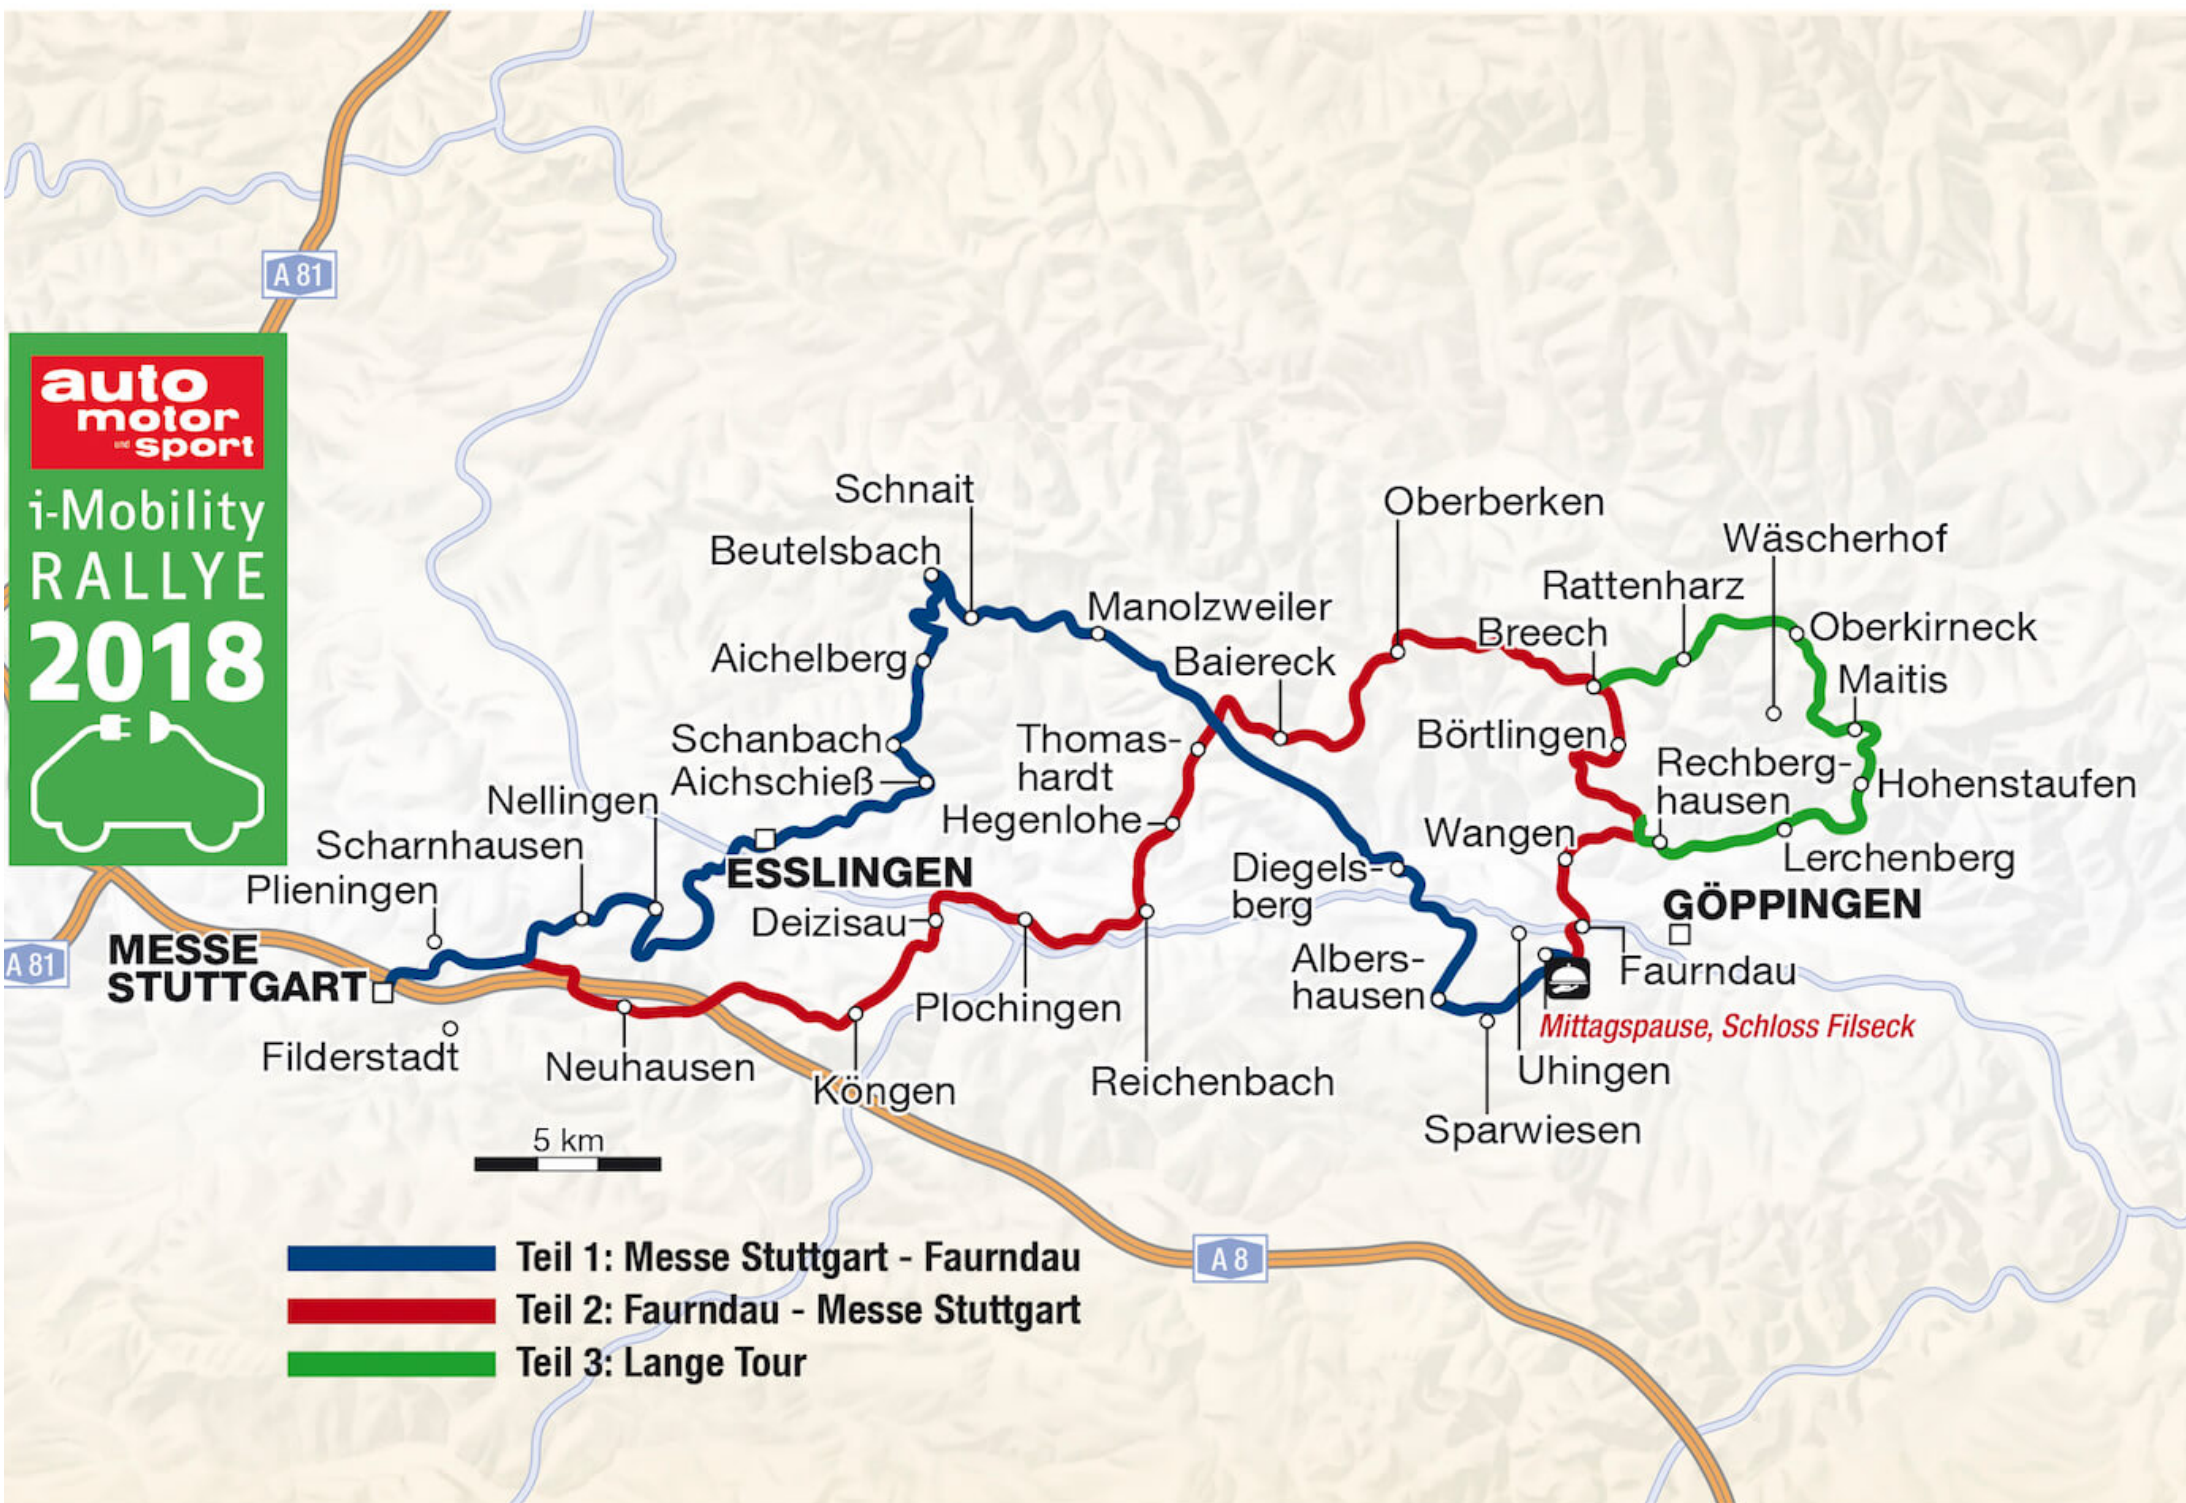 A 81
auto
motor
und sport
i-Mobility
RALLYE
2018
Schnait
Oberberken
Beutelsbach
Wäscherhof
Rattenharz
Manolzweiler
Breech
Oberkirneck
Aichelberg
Baiereck
Maitis
Schanbach
Thomas-
hardt
Börtlingen
Aichschieß
Rechberg-
hausen
Hohenstaufen
Nellingen
Hegenlohe
Wangen
Scharnhausen
Lerchenberg
ESSLINGEN
Diegels-
berg
Plieningen
GÖPPINGEN
Deizisau
MESSE
STUTTGART
A 81
Albers-
hausen
Faurndau
Plochingen
Mittagspause, Schloss Filseck
Filderstadt
Neuhausen
Uhingen
Köngen
Reichenbach
Sparwiesen
5 km
Teil 1: Messe Stuttgart - Faurndau
A 8
Teil 2: Faurndau - Messe Stuttgart
Teil 3: Lange Tour